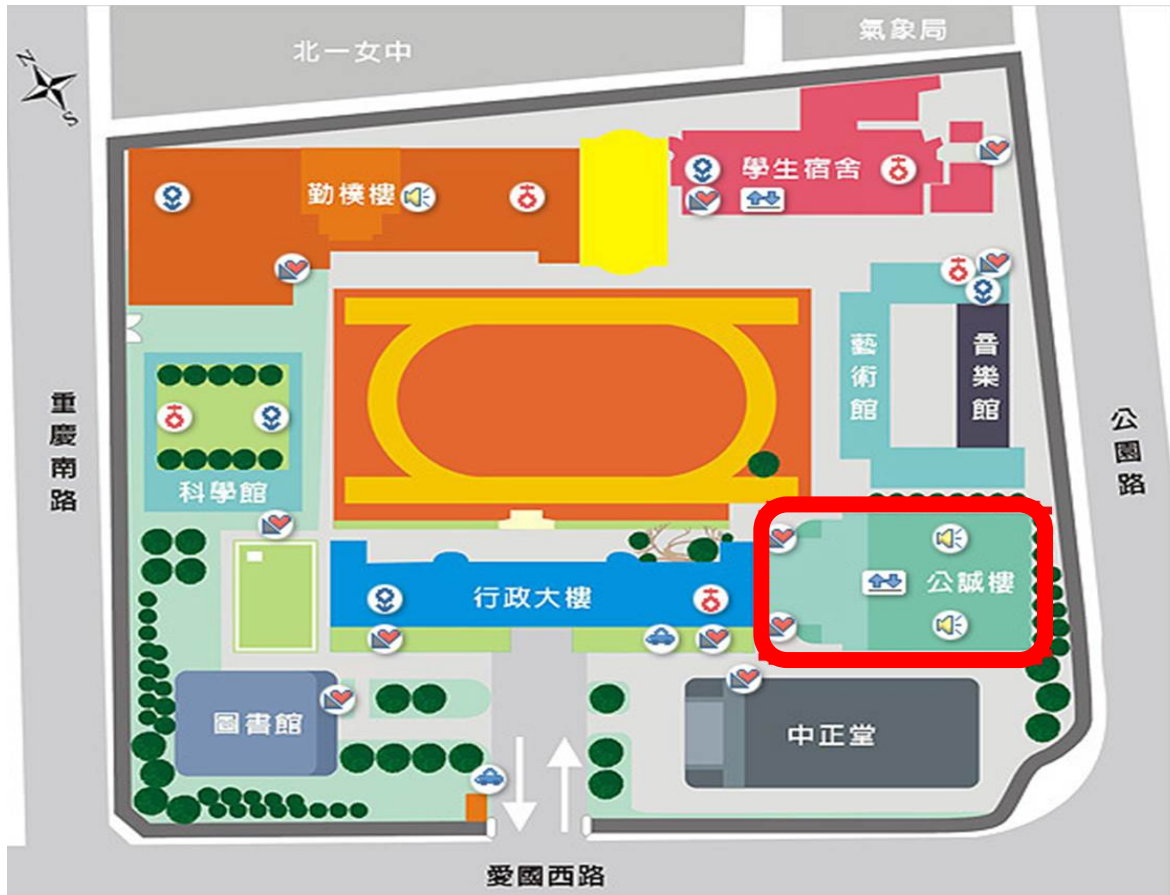 北一女中
氣象局
N
S
勤樸樓
學生宿舍
重慶南路
藝術館
音樂館
公園路
科學館
行政大樓
公誠樓
圖書館
中正堂
愛國西路